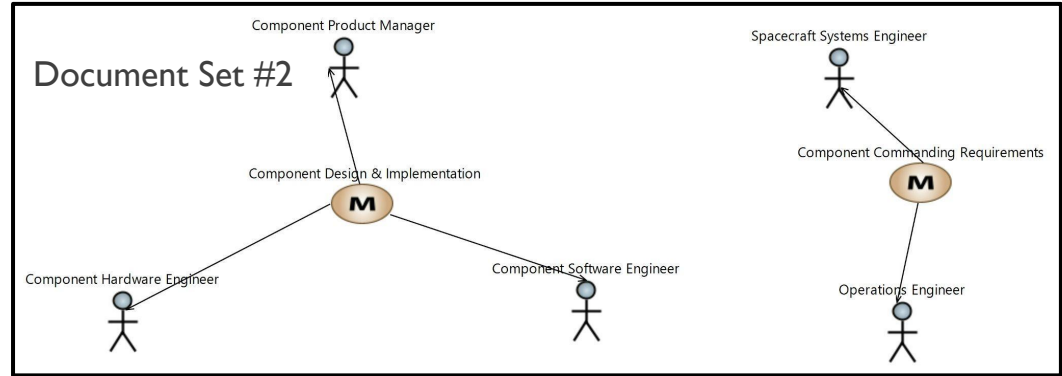 Component Product Manager
Spacecraft Systems Engineer
Document Set #2
Component Commanding Requirements
Component Design & Implementation
M
M
Component Software Engineer
Component Hardware Engineer
Operations Engineer